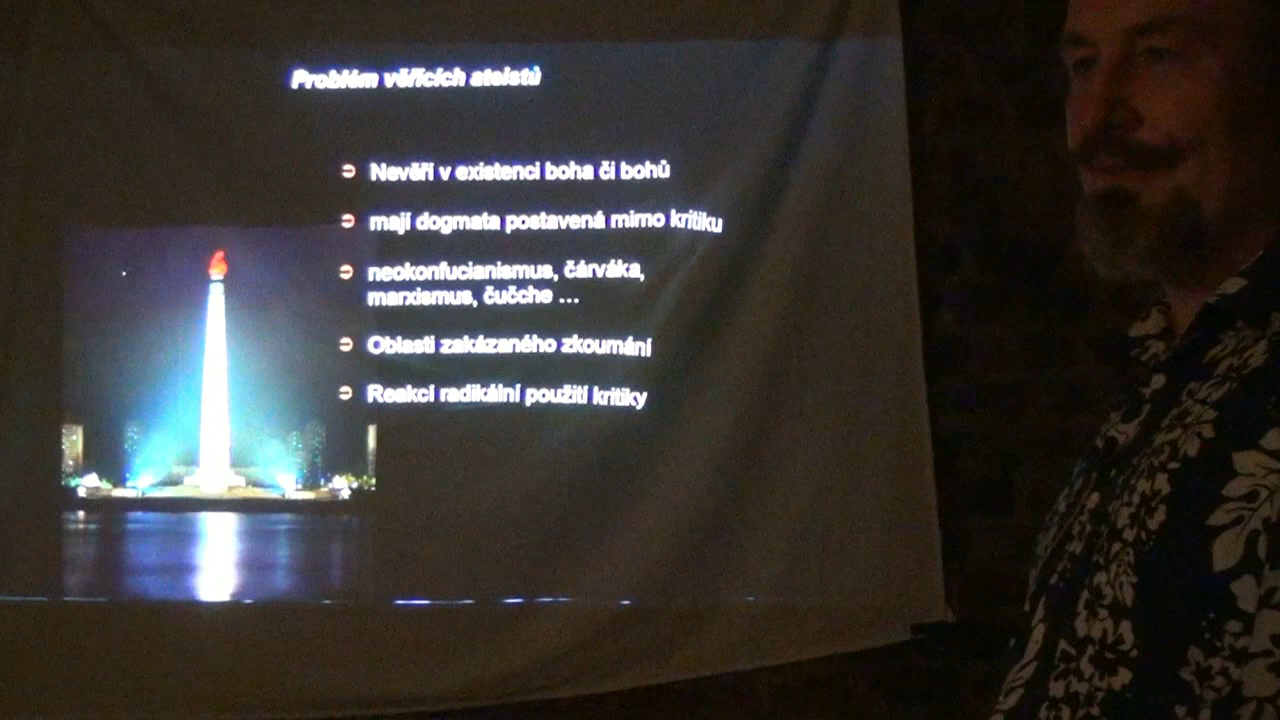 Problém věřících ateistů
Nevěří v existenci boha či bohů
mají dogmata postavená mimo kritiku
neokonfucianismus, čárváka,
marxismus, čučche ...
Oblasti zakázaného zkoumání
Reakcí radikální použití kritiky